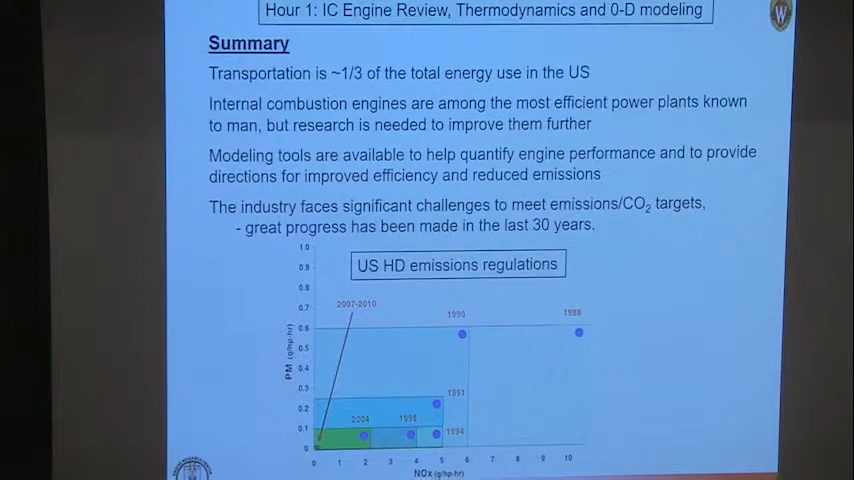 Hour 1: IC Engine Review, Thermodynamics and 0-D modeling
W
Summary
Transportation is ~1/3 of the total energy use in the US
Internal combustion engines are among the most efficient power plants known
to man, but research is needed to improve them further
Modeling tools are available to help quantify engine performance and to provide
directions for improved efficiency and reduced emissions
The industry faces significant challenges to meet emissions/CO₂ targets,
- great progress has been made in the last 30 years.
US HD emissions regulations
1.0
0.9
0.8
0.7
0.6
0.5
0.4
0.3
0.2
0.1
0
PM (g/hp-hr)
2007-2010
1990
1988
1991
2004
1998
1994
0 1 2 3 4 5 6 7 8 9 10
NOx (g/hp-hr)